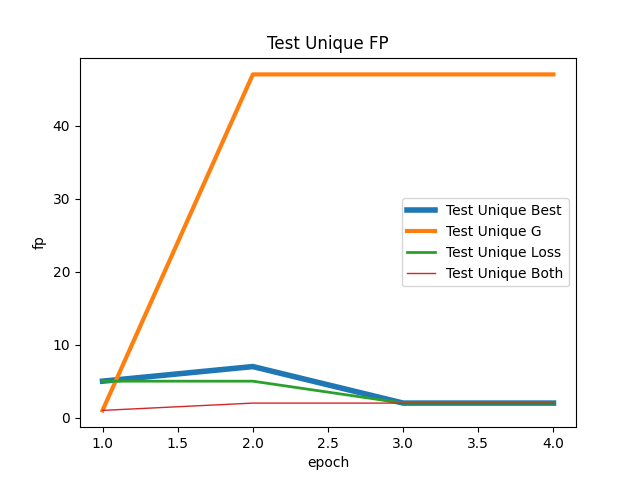 Test Unique FP
fp
40
30
20
10
0
Test Unique Best
Test Unique G
Test Unique Loss
Test Unique Both
1.0 1.5 2.0 2.5 3.0 3.5 4.0
epoch